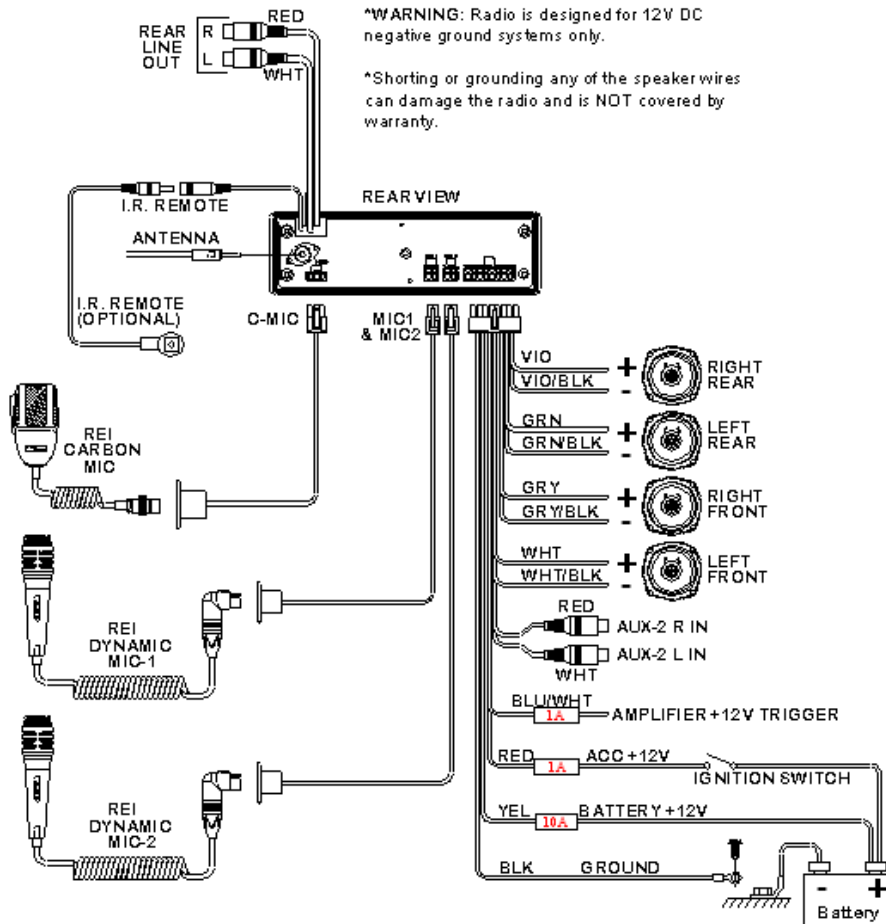 *WARNING: Radio is designed for 12V DC
negative ground systems only.
*Shorting or grounding any of the speaker wires
can damage the radio and is NOT covered by
warranty.
REAR
LINE
OUT
R
L
RED
WHT
I.R. REMOTE
REAR VIEW
ANTENNA
I.R. REMOTE
(OPTIONAL)
C-MIC
MIC1
& MIC2
VIO
VIO/BLK
+
-
RIGHT
REAR
GRN
GRN/BLK
+
-
LEFT
REAR
GRY
GRY/BLK
+
-
RIGHT
FRONT
WHT
WHT/BLK
+
-
LEFT
FRONT
REI
CARBON
MIC
REI
DYNAMIC
MIC-1
REI
DYNAMIC
MIC-2
RED
AUX-2 R IN
AUX-2 L IN
WHT
BLU/WHT
1A
AMPLIFIER +12V TRIGGER
RED
1A
ACC +12V
IGNITION SWITCH
YEL
10A
BATTERY +12V
BLK
GROUND
- +
Battery